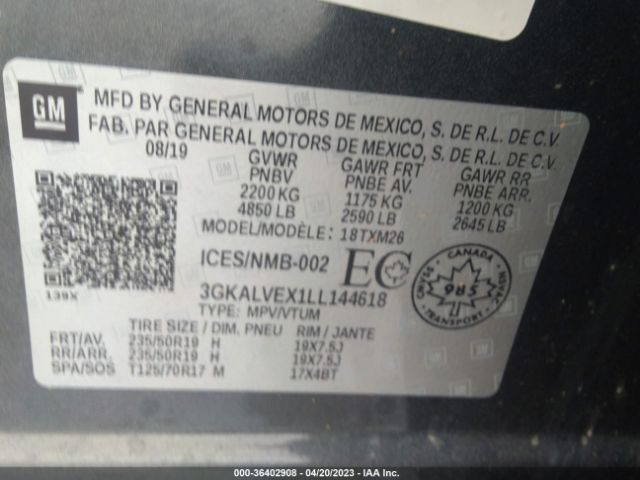 GM
MFD BY GENERAL MOTORS DE MEXICO, S. DE R.L. DE C.V.
FAB. PAR GENERAL MOTORS DE MEXICO, S. DE R.L. DE C.V.
08/19 GVWR GAWR FRT GAWR RR
PNBV PNBE AV. PNBE ARR.
2200 KG 1175 KG 1200 KG
4850 LB 2590 LB 2645 LB
MODEL/MODÈLE: 18TXM26
ICES/NMB-002 EC
CANADA
985
TRANSPORT
139X
3GKALVEX1LL144618
TYPE: MPV/VTUM
TIRE SIZE / DIM. PNEU RIM / JANTE
FRT/AV. 235/50R19 H 19X7.5J
RR/ARR. 235/50R19 H 19X7.5J
SPA/SOS T125/70R17 M 17X4BT
000-36402908 - 04/20/2023 - IAA Inc.